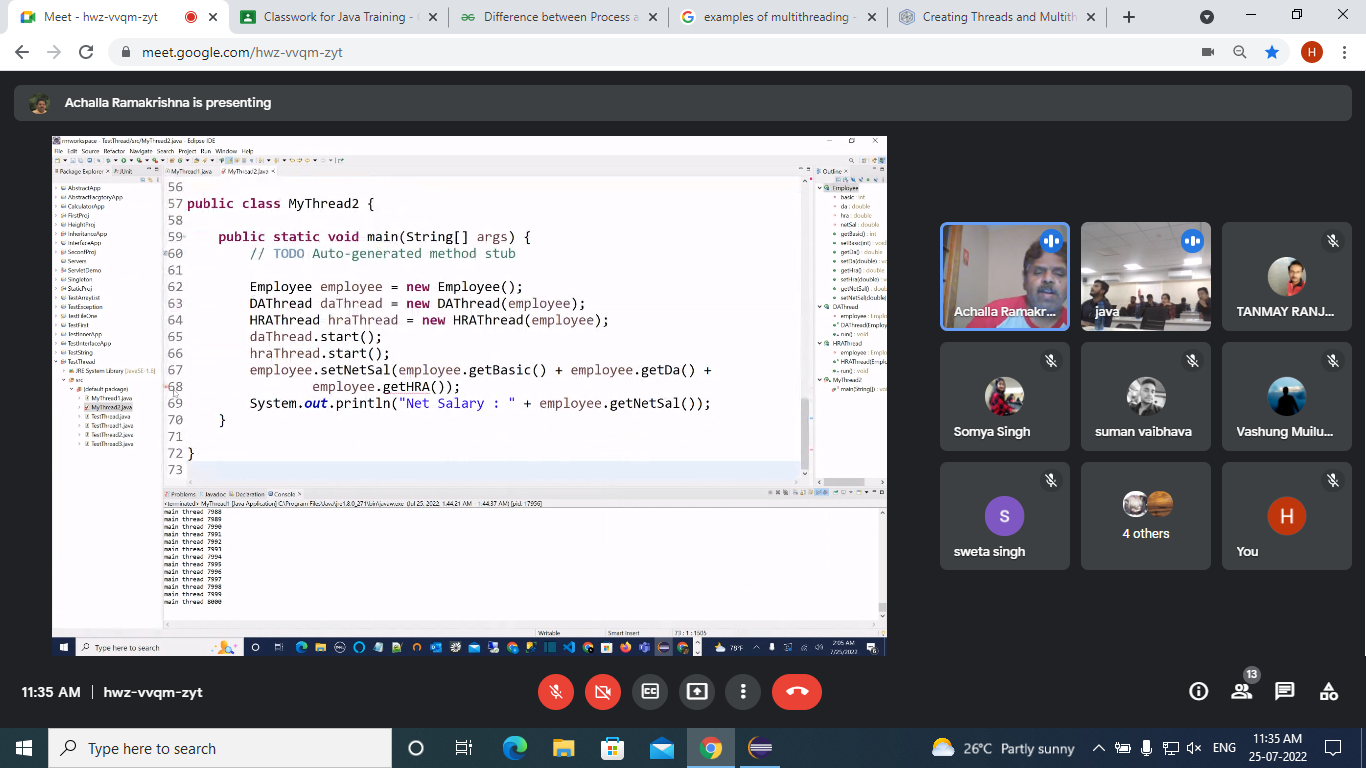 Meet - hwz-vvqm-zyt
Classwork for Java Training -
Difference between Process a
examples of multithreading -
Creating Threads and Multith
meet.google.com/hwz-vvqm-zyt
H
Achalla Ramakrishna is presenting
rmworkspace - TestThread/src/MyThread2.java - Eclipse IDE
File Edit Source Refactor Navigate Search Project Run Window Help
Package Explorer
JUnit
MyThread1.java
MyThread2.java
Outline
AbstractApp
AbstractFacgtoryApp
CalculatorApp
FirstProj
HeightProj
InheritanceApp
InterfaceApp
SecontProj
Servers
ServletDemo
Singleton
StaticProj
TestArrayList
TestException
TestFileOne
TestFirst
TestInnerApp
TestInterfaceApp
TestString
TestThread
JRE System Library [JavaSE-1.8]
src
(default package)
MyThread1.java
MyThread2.java
TestThread.java
TestThread1.java
TestThread2.java
TestThread3.java
56
57 public class MyThread2 {
58
59 public static void main(String[] args) {
60 // TODO Auto-generated method stub
61
62 Employee employee = new Employee();
63 DAThread daThread = new DAThread(employee);
64 HRAThread hraThread = new HRAThread(employee);
65 daThread.start();
66 hraThread.start();
67 employee.setNetSal(employee.getBasic() + employee.getDa() +
68 employee.getHRA());
69 System.out.println("Net Salary : " + employee.getNetSal());
70 }
71
72 }
73
Employee
basic : int
da : double
hra : double
netSal : double
getBasic() : int
setBasic(int) : void
getDa() : double
setDa(double) : void
getHra() : double
setHra(double) : void
getNetSal() : double
setNetSal(double)
DAThread
employee : Emplo
DAThread(Employ
run() : void
HRAThread
employee : Emplo
HRAThread(Employ
run() : void
MyThread2
main(String[]) : v
Problems Javadoc Declaration Console
<terminated> MyThread1 [Java Application] C:\Program Files\Java\jre1.8.0_271\bin\javaw.exe (Jul 25, 2022, 1:44:21 AM – 1:44:37 AM) [pid: 17956]
main thread 7988
main thread 7989
main thread 7990
main thread 7991
main thread 7992
main thread 7993
main thread 7994
main thread 7995
main thread 7996
main thread 7997
main thread 7998
main thread 7999
main thread 8000
Writable
Smart Insert
73 : 1 : 1505
Type here to search
78°F
2:05 AM
7/25/2022
Achalla Ramakr...
java
TANMAY RANJ...
Somya Singh
suman vaibhava
Vashung Muilu...
S
sweta singh
4 others
H
You
11:35 AM | hwz-vvqm-zyt
13
Type here to search
26°C Partly sunny
ENG
11:35 AM
25-07-2022